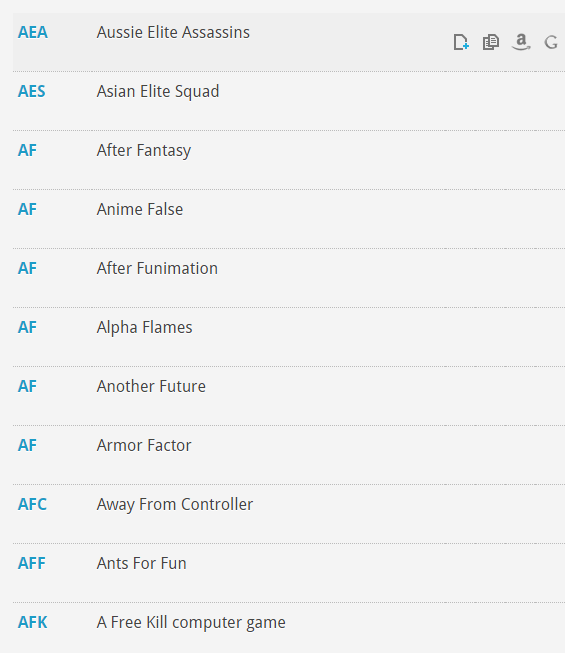 AEA Aussie Elite Assassins
AES Asian Elite Squad
AF After Fantasy
AF Anime False
AF After Funimation
AF Alpha Flames
AF Another Future
AF Armor Factor
AFC Away From Controller
AFF Ants For Fun
AFK A Free Kill computer game